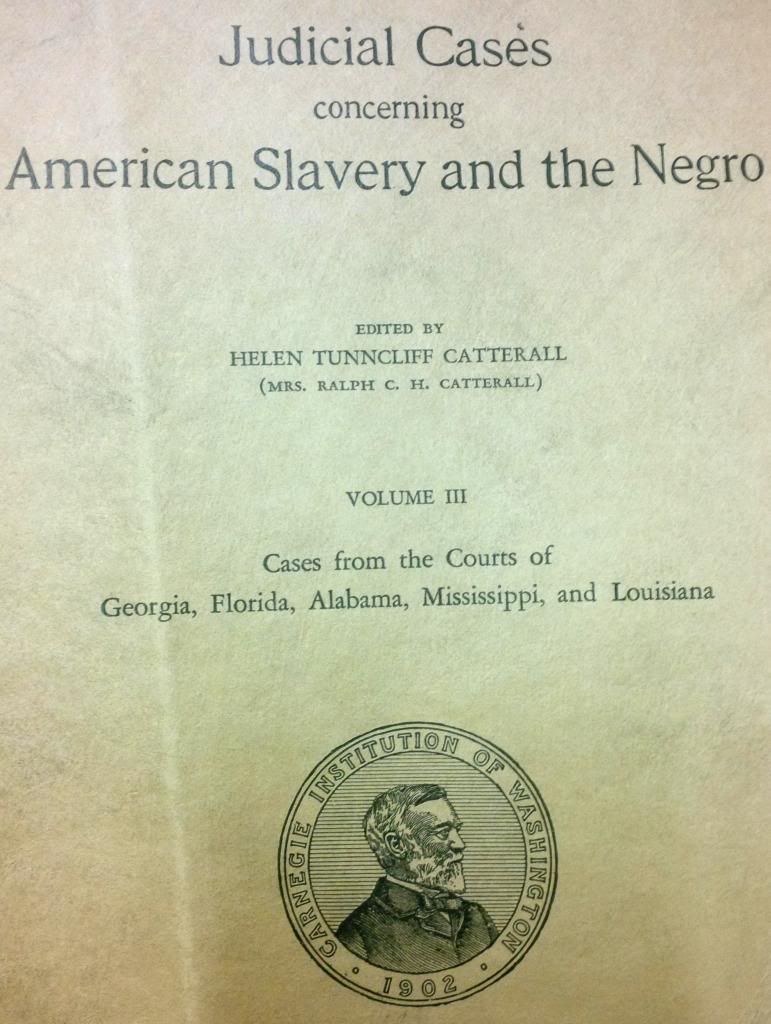 Judicial Cases
concerning
American Slavery and the Negro
EDITED BY
HELEN TUNNCLIFF CATTERALL
(MRS. RALPH C. H. CATTERALL)
VOLUME III
Cases from the Courts of
Georgia, Florida, Alabama, Mississippi, and Louisiana
CARNEGIE INSTITUTION OF WASHINGTON
· 1902 ·